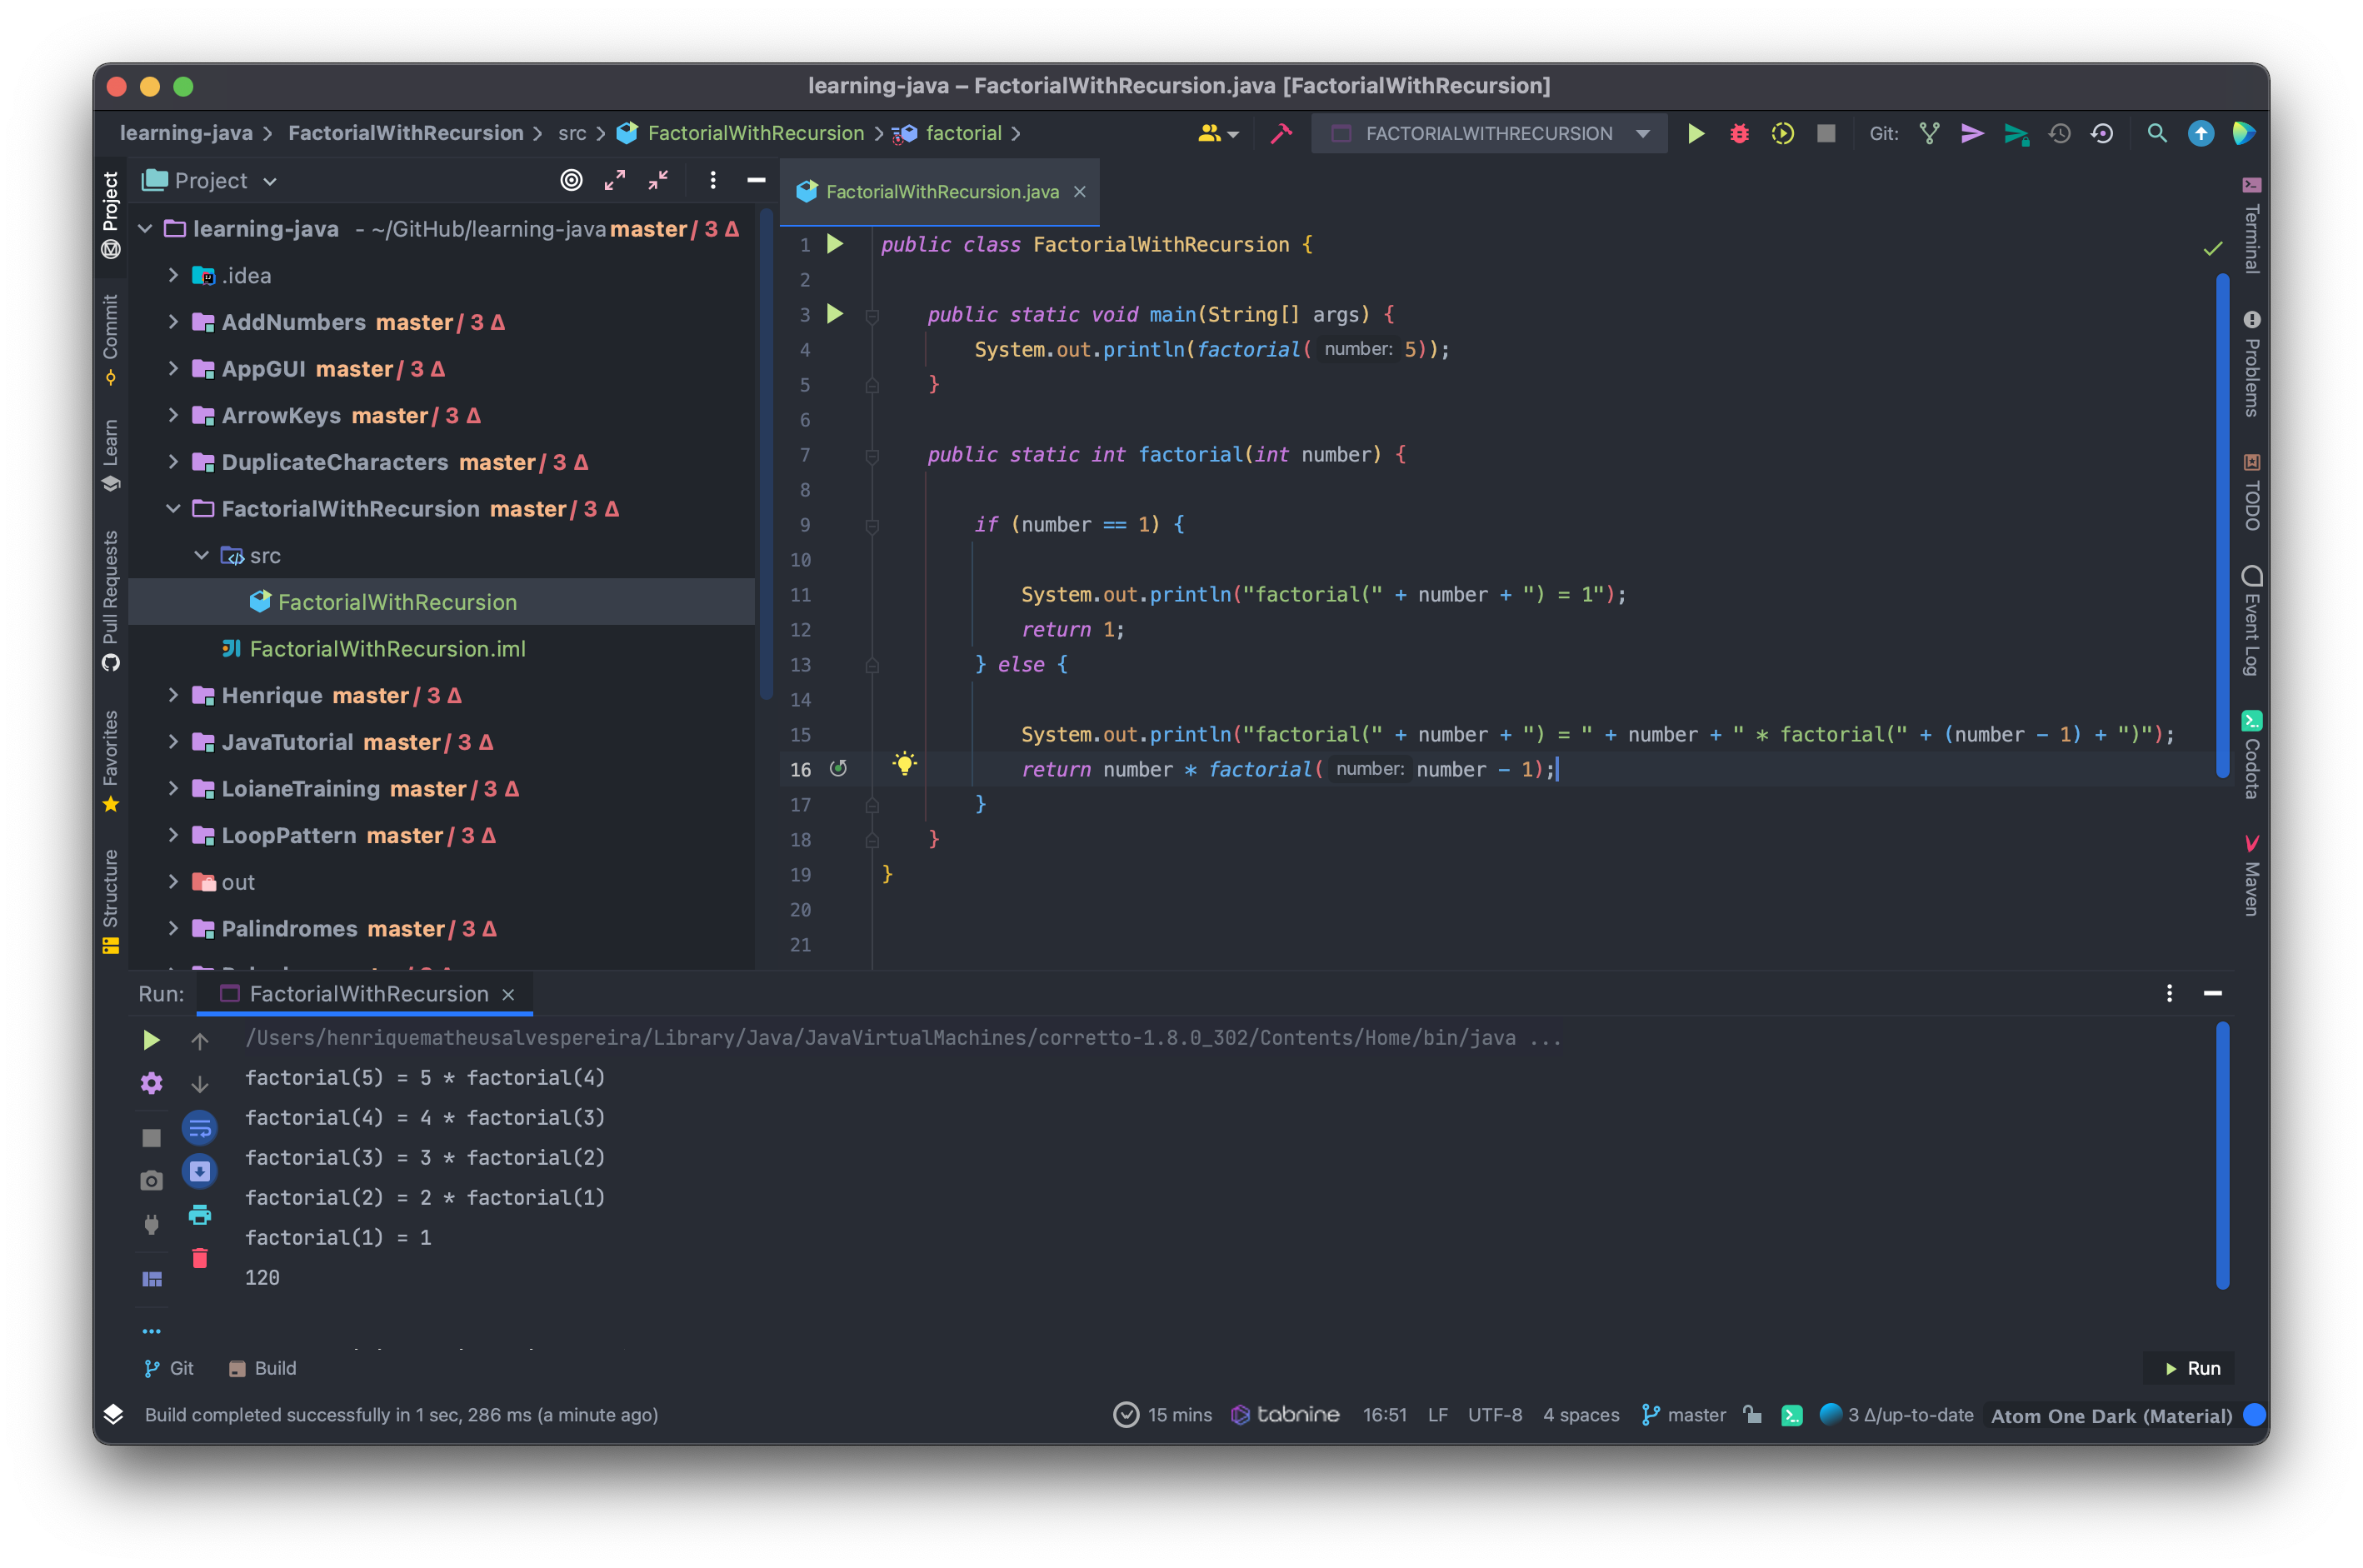 learning-java – FactorialWithRecursion.java [FactorialWithRecursion]
learning-java FactorialWithRecursion src FactorialWithRecursion factorial FACTORIALWITHRECURSION Git:
Project
Commit
Learn
Pull Requests
Favorites
Structure
Project
learning-java - ~/GitHub/learning-java master / 3 Δ
.idea
AddNumbers master / 3 Δ
AppGUI master / 3 Δ
ArrowKeys master / 3 Δ
DuplicateCharacters master / 3 Δ
FactorialWithRecursion master / 3 Δ
src
FactorialWithRecursion
FactorialWithRecursion.iml
Henrique master / 3 Δ
JavaTutorial master / 3 Δ
LoianeTraining master / 3 Δ
LoopPattern master / 3 Δ
out
Palindromes master / 3 Δ
FactorialWithRecursion.java
1 public class FactorialWithRecursion {
2
3 public static void main(String[] args) {
4 System.out.println(factorial( number: 5));
5 }
6
7 public static int factorial(int number) {
8
9 if (number == 1) {
10
11 System.out.println("factorial(" + number + ") = 1");
12 return 1;
13 } else {
14
15 System.out.println("factorial(" + number + ") = " + number + " * factorial(" + (number - 1) + ")");
16 return number * factorial( number: number - 1);
17 }
18 }
19 }
20
21
Terminal
Problems
TODO
Event Log
Codota
Maven
Run: FactorialWithRecursion
/Users/henriquematheusalvespereira/Library/Java/JavaVirtualMachines/corretto-1.8.0_302/Contents/Home/bin/java ...
factorial(5) = 5 * factorial(4)
factorial(4) = 4 * factorial(3)
factorial(3) = 3 * factorial(2)
factorial(2) = 2 * factorial(1)
factorial(1) = 1
120
Git Build Run
Build completed successfully in 1 sec, 286 ms (a minute ago) 15 mins tabnine 16:51 LF UTF-8 4 spaces master 3 Δ/up-to-date Atom One Dark (Material)